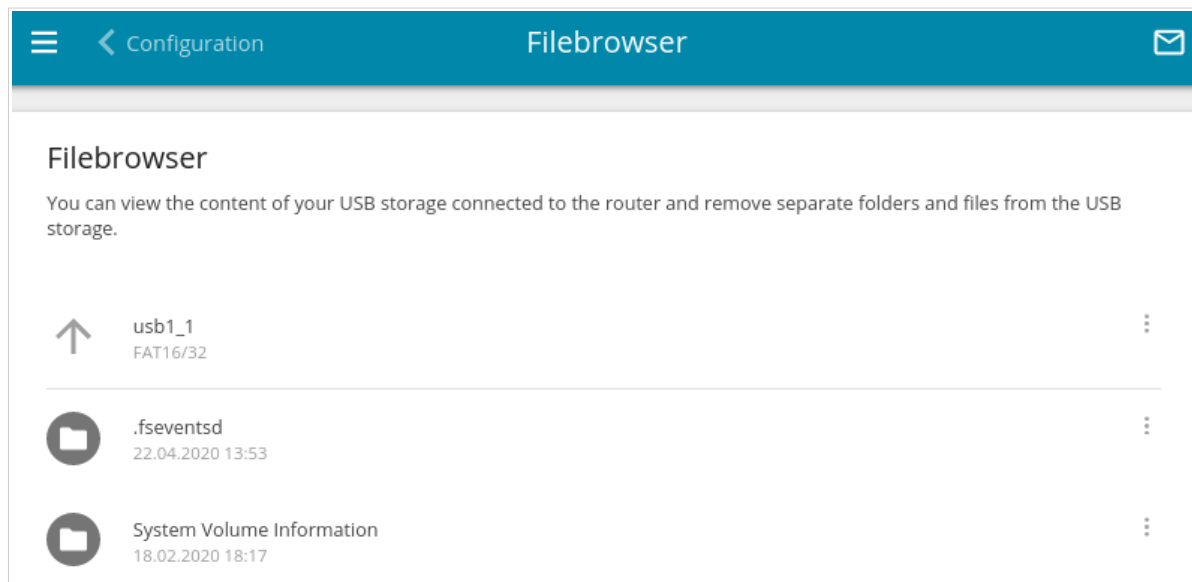 Configuration
Filebrowser
Filebrowser
You can view the content of your USB storage connected to the router and remove separate folders and files from the USB
storage.
usb1_1
FAT16/32
.fseventsd
22.04.2020 13:53
System Volume Information
18.02.2020 18:17